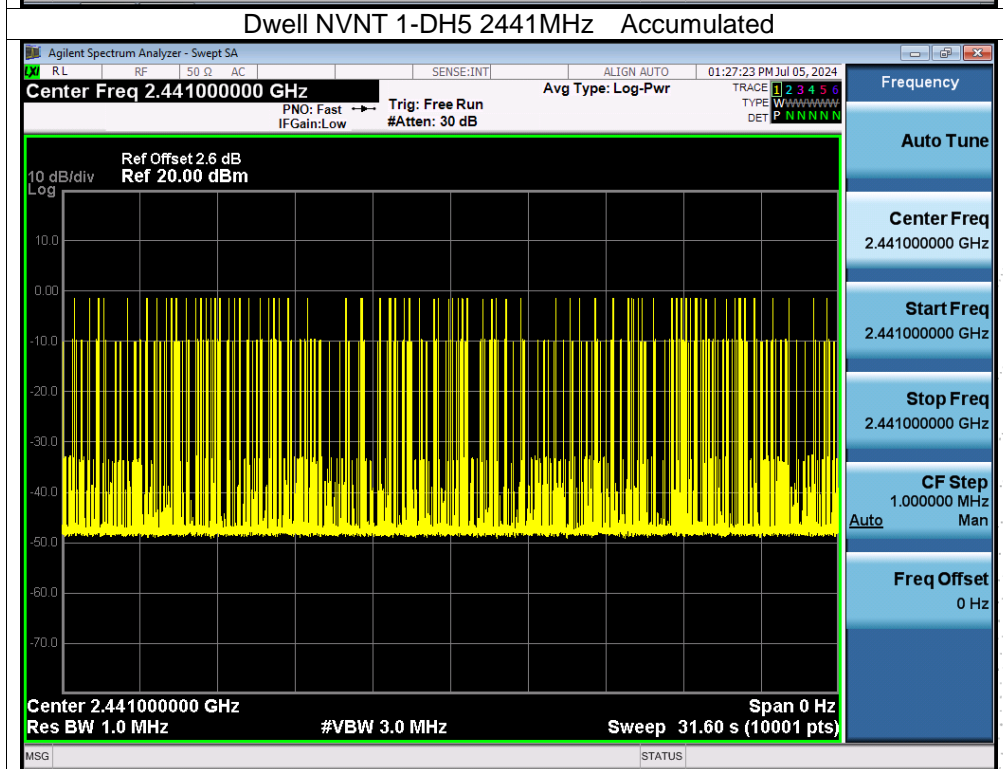 Dwell NVNT 1-DH5 2441MHz Accumulated
Agilent Spectrum Analyzer - Swept SA
LXI RL RF 50 Ω AC SENSE:INT ALIGN AUTO 01:27:23 PM Jul 05, 2024
Center Freq 2.441000000 GHz
PNO: Fast
IFGain:Low
Trig: Free Run
#Atten: 30 dB
Avg Type: Log-Pwr
TRACE 1 2 3 4 5 6
TYPE WWWWWWW
DET P N N N N N
Ref Offset 2.6 dB
10 dB/div Ref 20.00 dBm
Log
10.0
0.00
-10.0
-20.0
-30.0
-40.0
-50.0
-60.0
-70.0
Center 2.441000000 GHz Span 0 Hz
Res BW 1.0 MHz #VBW 3.0 MHz Sweep 31.60 s (10001 pts)
MSG STATUS
Frequency
Auto Tune
Center Freq
2.441000000 GHz
Start Freq
2.441000000 GHz
Stop Freq
2.441000000 GHz
CF Step
1.000000 MHz
Auto Man
Freq Offset
0 Hz